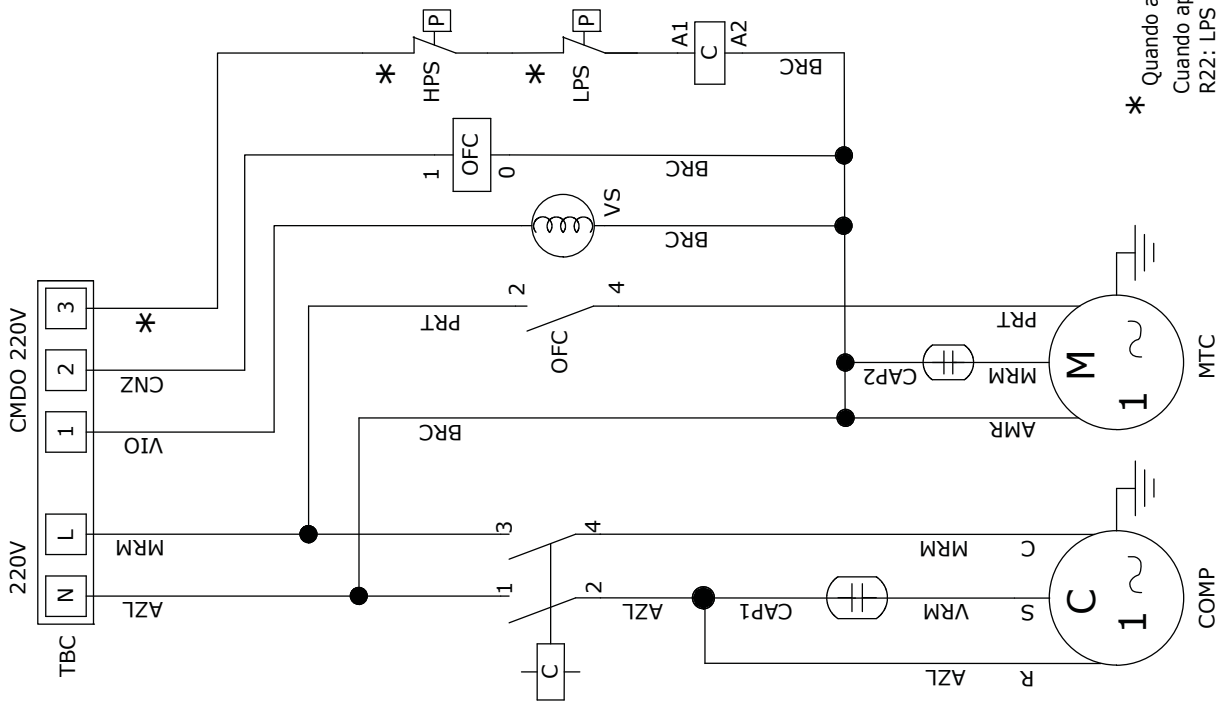 220V
CMDO 220V
TBC
N
L
1
2
3
AZL
MRM
VIO
CNZ
*
*
HPS
P
*
LPS
P
A1
C
A2
BRC
1
OFC
0
BRC
VS
BRC
PRT
2
OFC
4
PRT
BRC
1
2
3
4
C
AZL
CAP1
VRM
S
AZL
R
MRM
C
C
1
COMP
CAP2
MRM
AMR
M
1
MTC
* Quando a
Cuando ap
R22: LPS